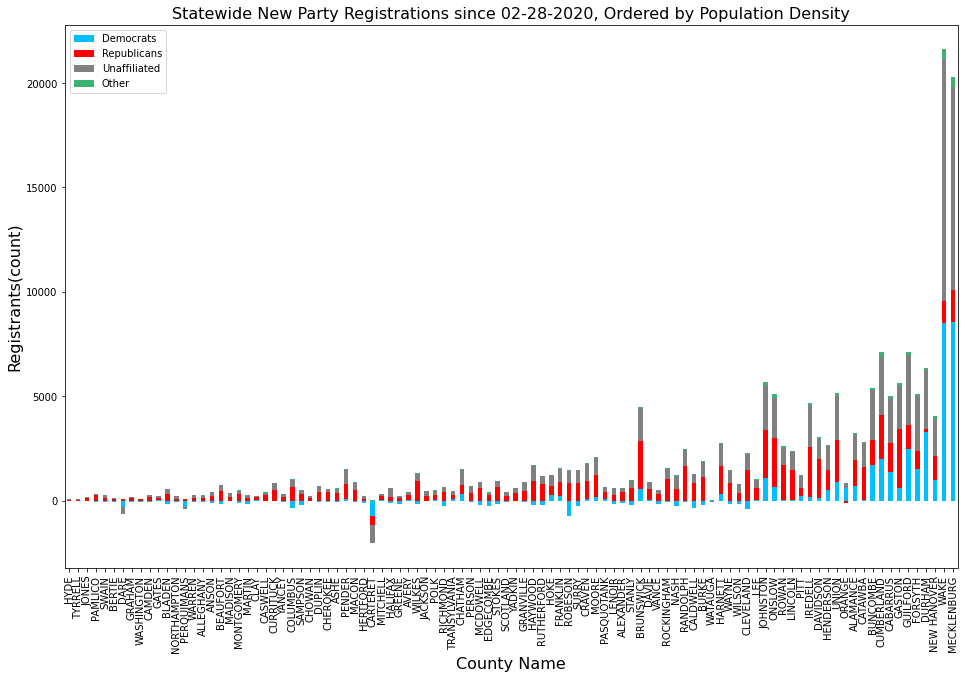 Statewide New Party Registrations since 02-28-2020, Ordered by Population Density
Democrats
Republicans
Unaffiliated
Other
Registrants(count)
20000
15000
10000
5000
0
HYDE
TYRRELL
JONES
PAMLICO
SWAIN
BERTIE
DARE
GRAHAM
WASHINGTON
CAMDEN
GATES
BLADEN
NORTHAMPTON
PERQUIMANS
WARREN
ALLEGHANY
ANSON
BEAUFORT
MADISON
MONTGOMERY
MARTIN
CLAY
CASWELL
CURRITUCK
YANCEY
COLUMBUS
SAMPSON
CHOWAN
DUPLIN
CHEROKEE
ASHE
PENDER
MACON
HERTFORD
CARTERET
MITCHELL
HALIFAX
GREENE
AVERY
WILKES
JACKSON
POLK
RICHMOND
TRANSYLVANIA
CHATHAM
PERSON
MCDOWELL
EDGECOMBE
STOKES
SCOTLAND
YADKIN
GRANVILLE
HAYWOOD
RUTHERFORD
HOKE
FRANKLIN
ROBESON
SURRY
CRAVEN
MOORE
PASQUOTANK
LENOIR
ALEXANDER
STANLY
BRUNSWICK
DAVIE
VANCE
ROCKINGHAM
NASH
RANDOLPH
CALDWELL
BURKE
WATAUGA
HARNETT
WAYNE
WILSON
CLEVELAND
LEE
JOHNSTON
ONSLOW
ROWAN
LINCOLN
PITT
IREDELL
DAVIDSON
HENDERSON
UNION
ORANGE
ALAMANCE
CATAWBA
BUNCOMBE
CUMBERLAND
CABARRUS
GASTON
GUILFORD
FORSYTH
DURHAM
NEW HANOVER
WAKE
MECKLENBURG
County Name